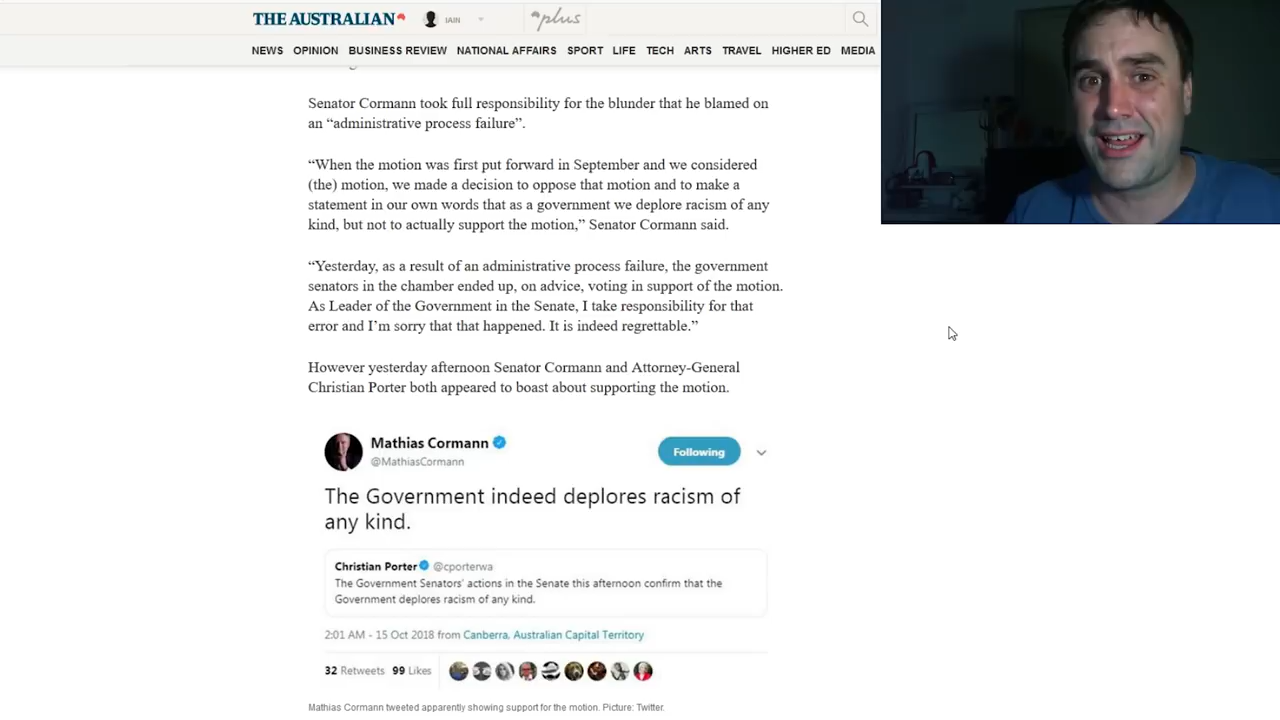 THE AUSTRALIAN IAIN plus
NEWS OPINION BUSINESS REVIEW NATIONAL AFFAIRS SPORT LIFE TECH ARTS TRAVEL HIGHER ED MEDIA
Senator Cormann took full responsibility for the blunder that he blamed on
an “administrative process failure”.
“When the motion was first put forward in September and we considered
(the) motion, we made a decision to oppose that motion and to make a
statement in our own words that as a government we deplore racism of any
kind, but not to actually support the motion,” Senator Cormann said.
“Yesterday, as a result of an administrative process failure, the government
senators in the chamber ended up, on advice, voting in support of the motion.
As Leader of the Government in the Senate, I take responsibility for that
error and I’m sorry that that happened. It is indeed regrettable.”
However yesterday afternoon Senator Cormann and Attorney-General
Christian Porter both appeared to boast about supporting the motion.
Mathias Cormann
@MathiasCormann
Following
The Government indeed deplores racism of
any kind.
Christian Porter @cporterwa
The Government Senators' actions in the Senate this afternoon confirm that the
Government deplores racism of any kind.
2:01 AM - 15 Oct 2018 from Canberra, Australian Capital Territory
32 Retweets 99 Likes
Mathias Cormann tweeted apparently showing support for the motion. Picture: Twitter.